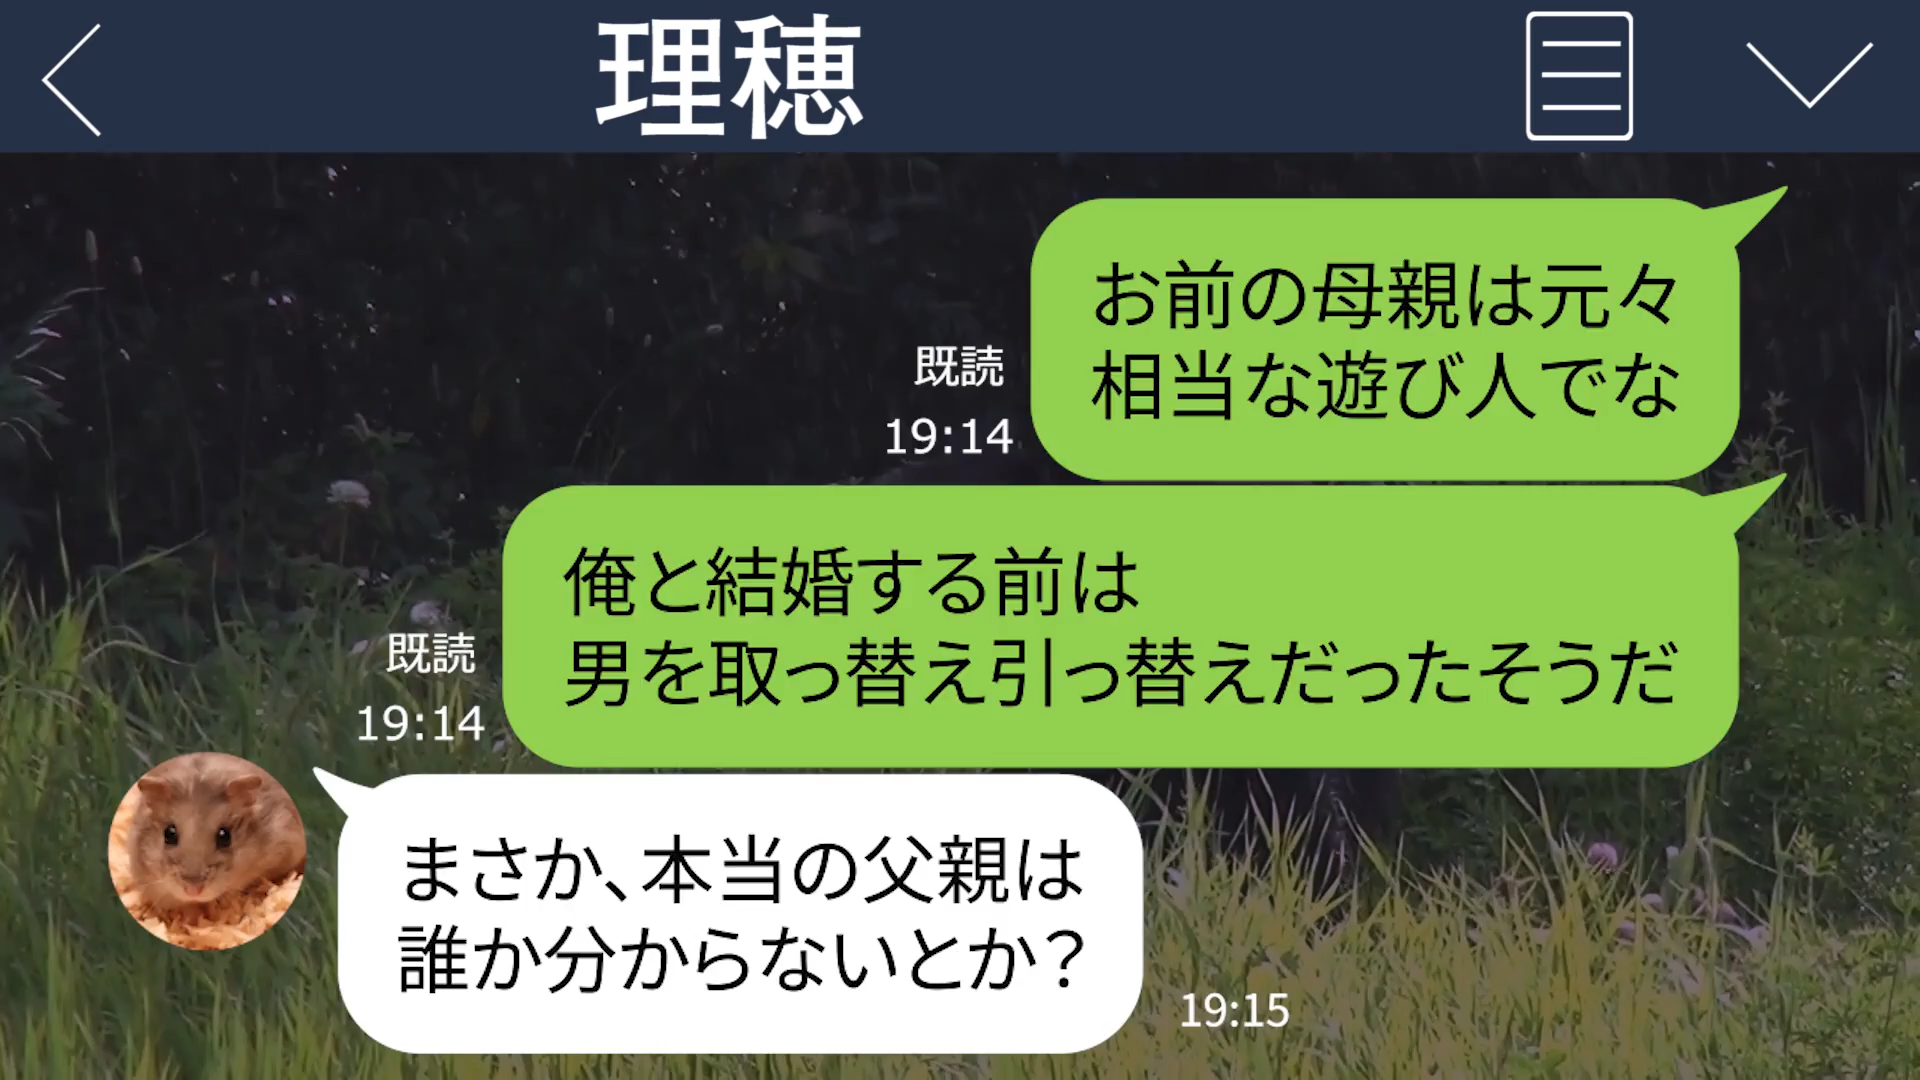 理穂
お前の母親は元々
相当な遊び人でな
既読
19:14
俺と結婚する前は
男を取っ替え引っ替えだったそうだ
既読
19:14
まさか、本当の父親は
誰か分からないとか？
19:15